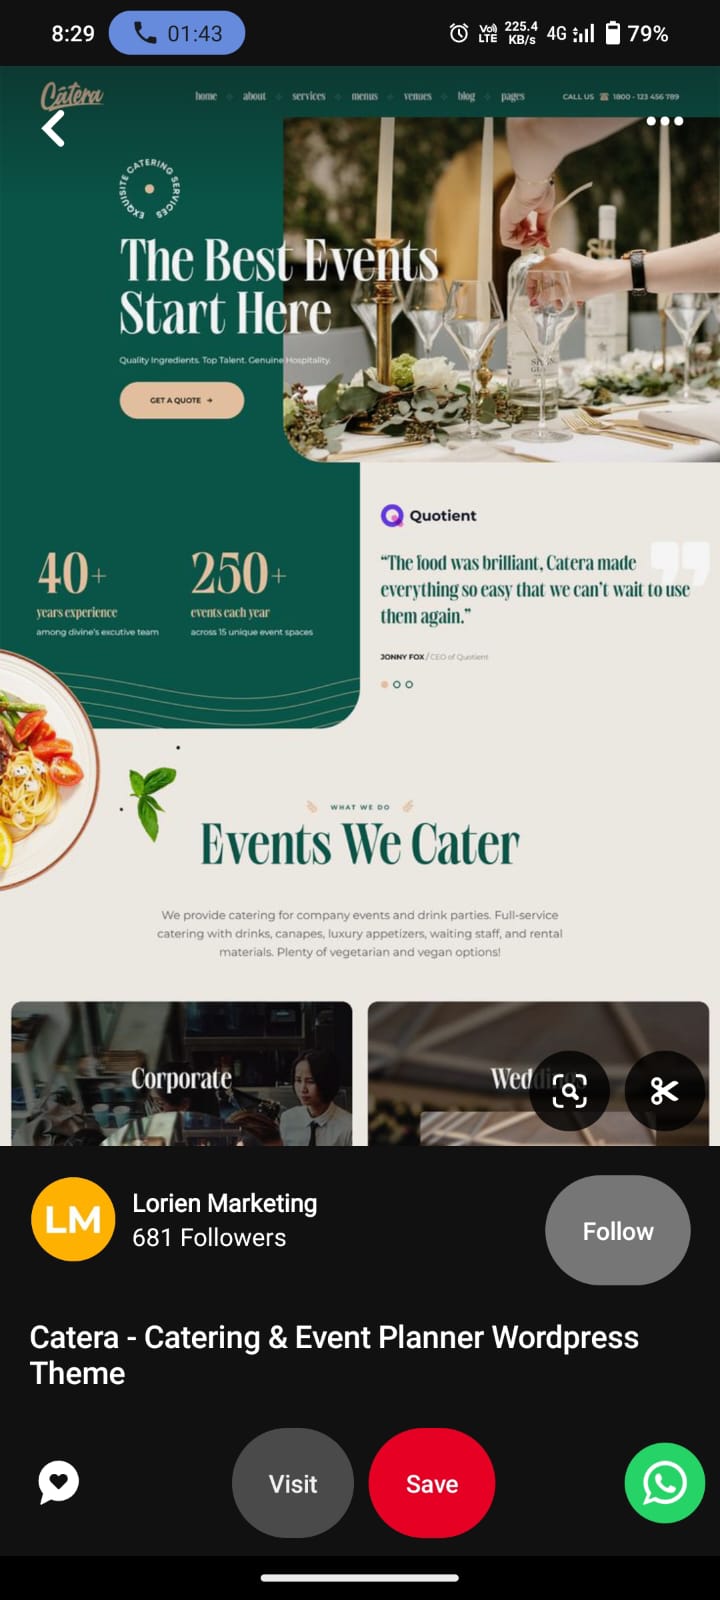 8:29
01:43
Vo) LTE
225.4 KB/s
4G
79%
Catera
home about services menus venues blog pages
CALL US 1800 - 123 456 789
EXQUISITE CATERING SERVICES
The Best Events
Start Here
Quality Ingredients. Top Talent. Genuine Hospitality.
GET A QUOTE →
40+
years experience
among divine's excutive team
250+
events each year
across 15 unique event spaces
Quotient
“The food was brilliant, Catera made
everything so easy that we can't wait to use
them again.”
JONNY FOX / CEO of Quotient
WHAT WE DO
Events We Cater
We provide catering for company events and drink parties. Full-service
catering with drinks, canapes, luxury appetizers, waiting staff, and rental
materials. Plenty of vegetarian and vegan options!
Corporate
LM
Lorien Marketing
681 Followers
Follow
Catera - Catering & Event Planner Wordpress
Theme
Visit
Save